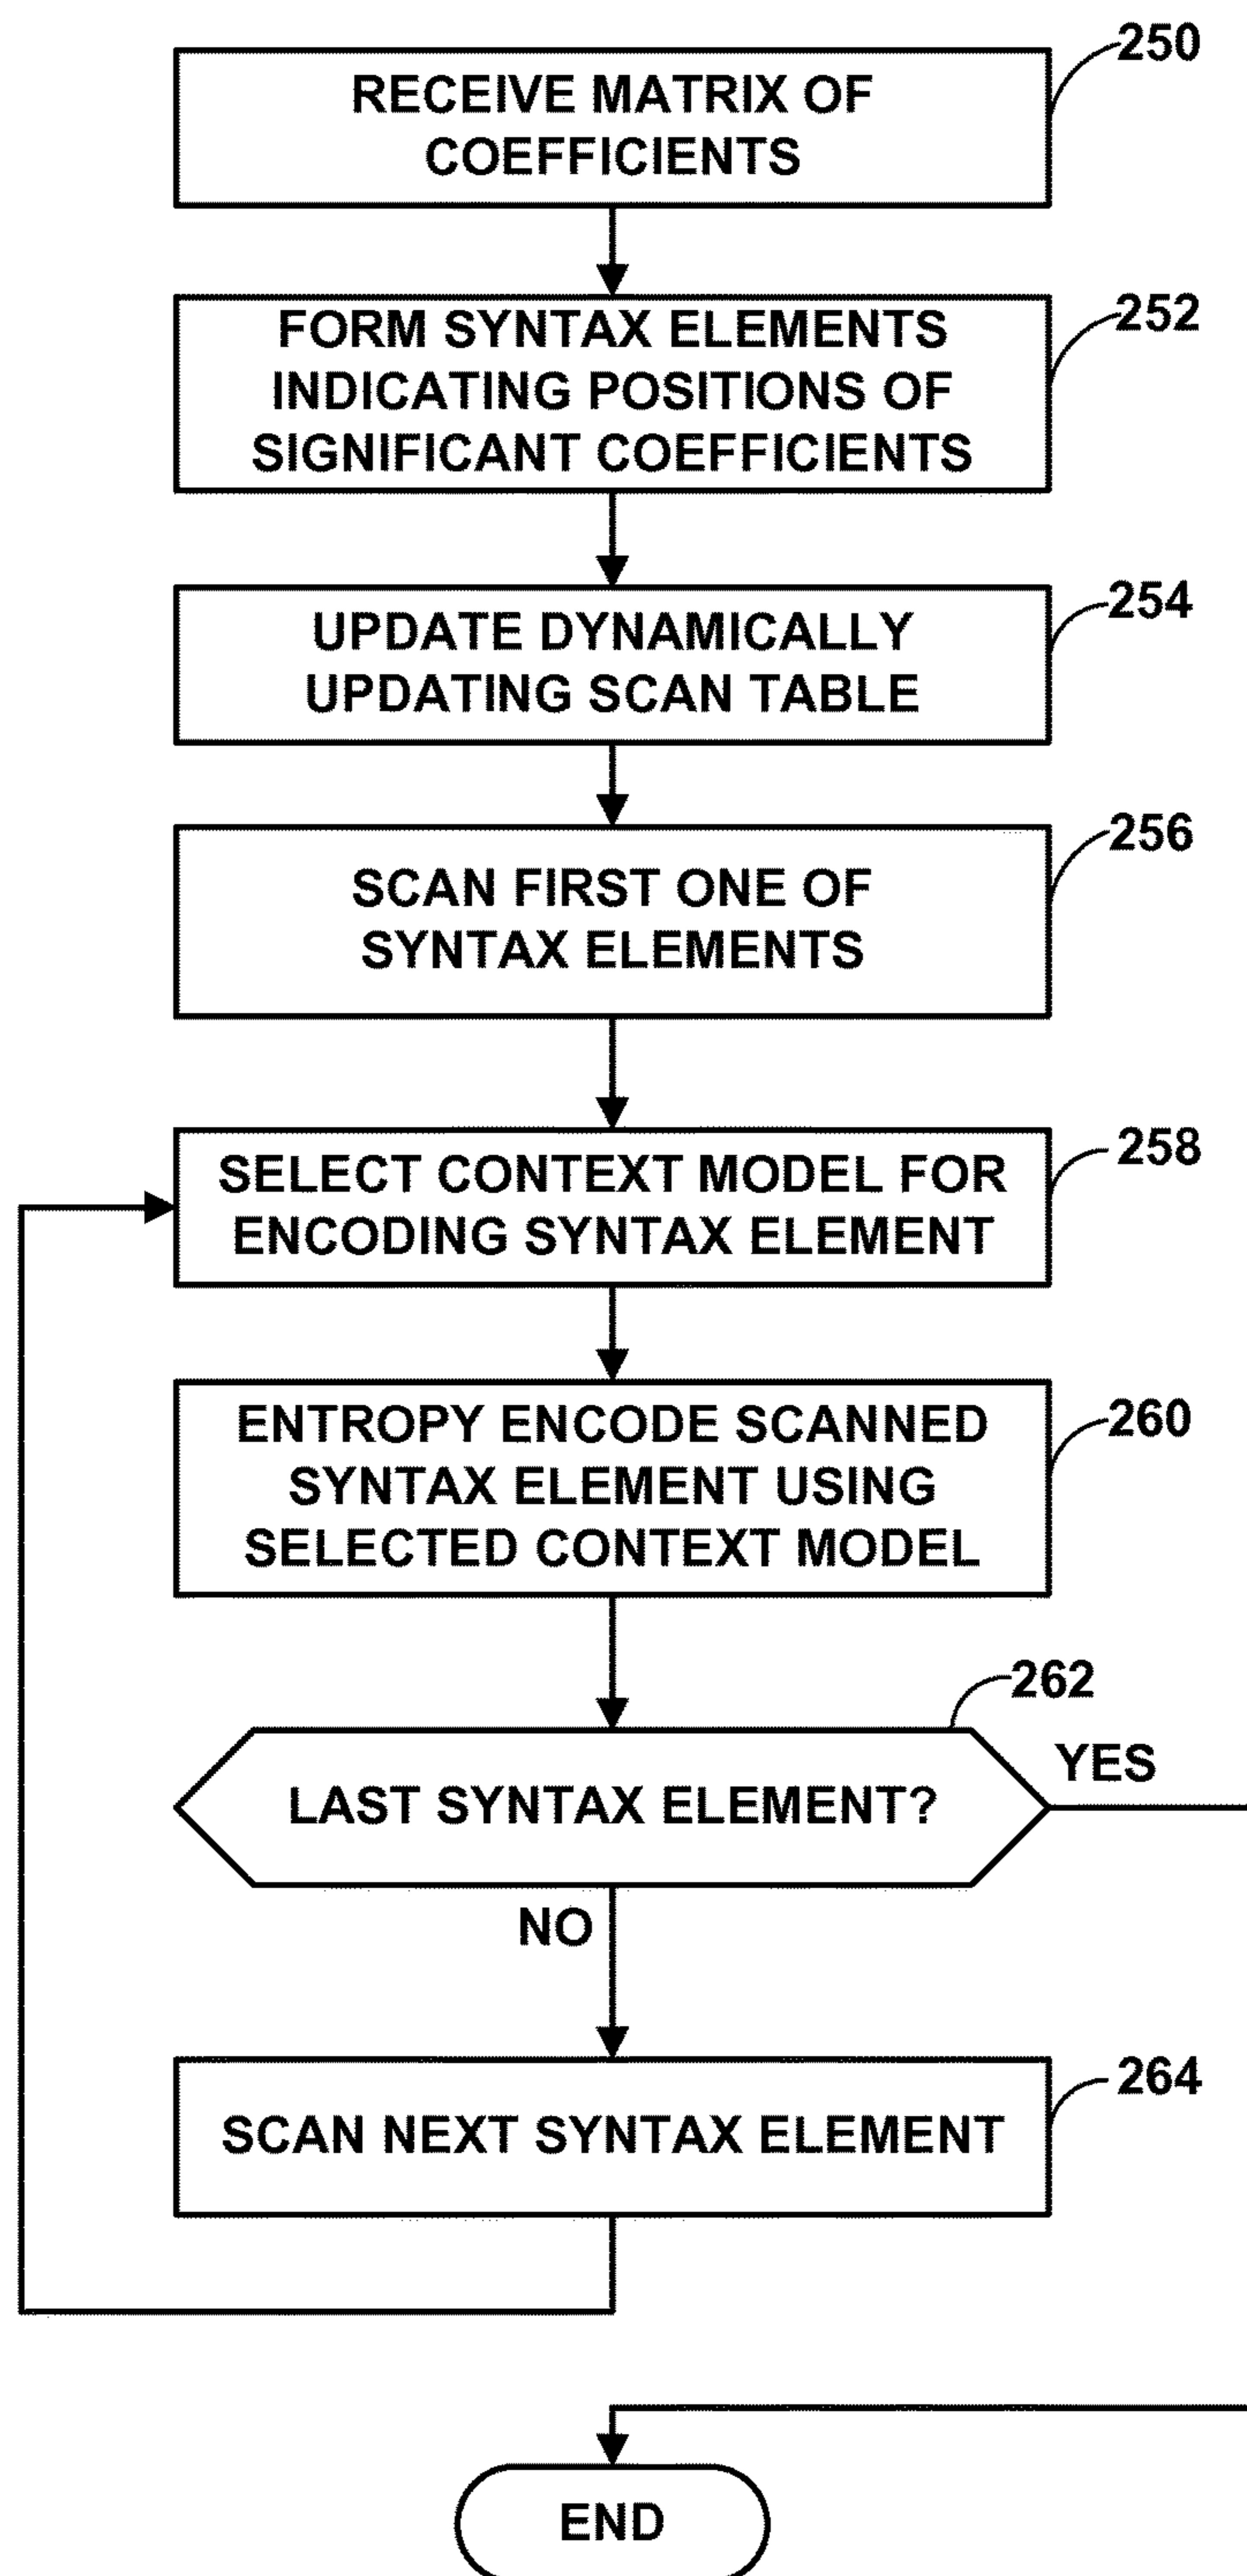 250
RECEIVE MATRIX OF
COEFFICIENTS
252
FORM SYNTAX ELEMENTS
INDICATING POSITIONS OF
SIGNIFICANT COEFFICIENTS
254
UPDATE DYNAMICALLY
UPDATING SCAN TABLE
256
SCAN FIRST ONE OF
SYNTAX ELEMENTS
258
SELECT CONTEXT MODEL FOR
ENCODING SYNTAX ELEMENT
260
ENTROPY ENCODE SCANNED
SYNTAX ELEMENT USING
SELECTED CONTEXT MODEL
262
LAST SYNTAX ELEMENT?
YES
NO
264
SCAN NEXT SYNTAX ELEMENT
END